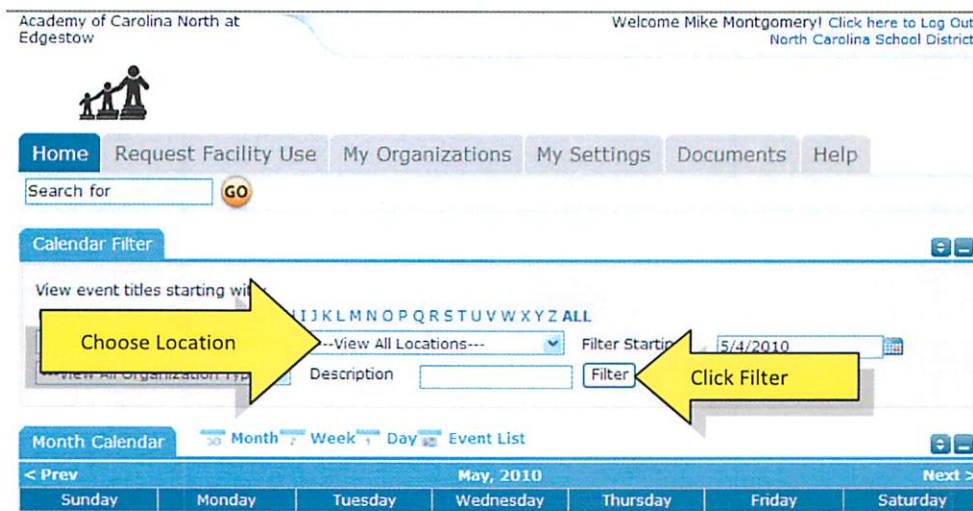 Academy of Carolina North at
Edgestow
Welcome Mike Montgomery! Click here to Log Out
North Carolina School District
Home Request Facility Use My Organizations My Settings Documents Help
Search for GO
Calendar Filter
View event titles starting
I J K L M N O P Q R S T U V W X Y Z ALL
Choose Location
---View All Locations---
Filter
5/4/2010
---View All Organization
Description
Filter
Click Filter
Month Calendar Month Week Day Event List
< Prev May, 2010 Next >
Sunday Monday Tuesday Wednesday Thursday Friday Saturday